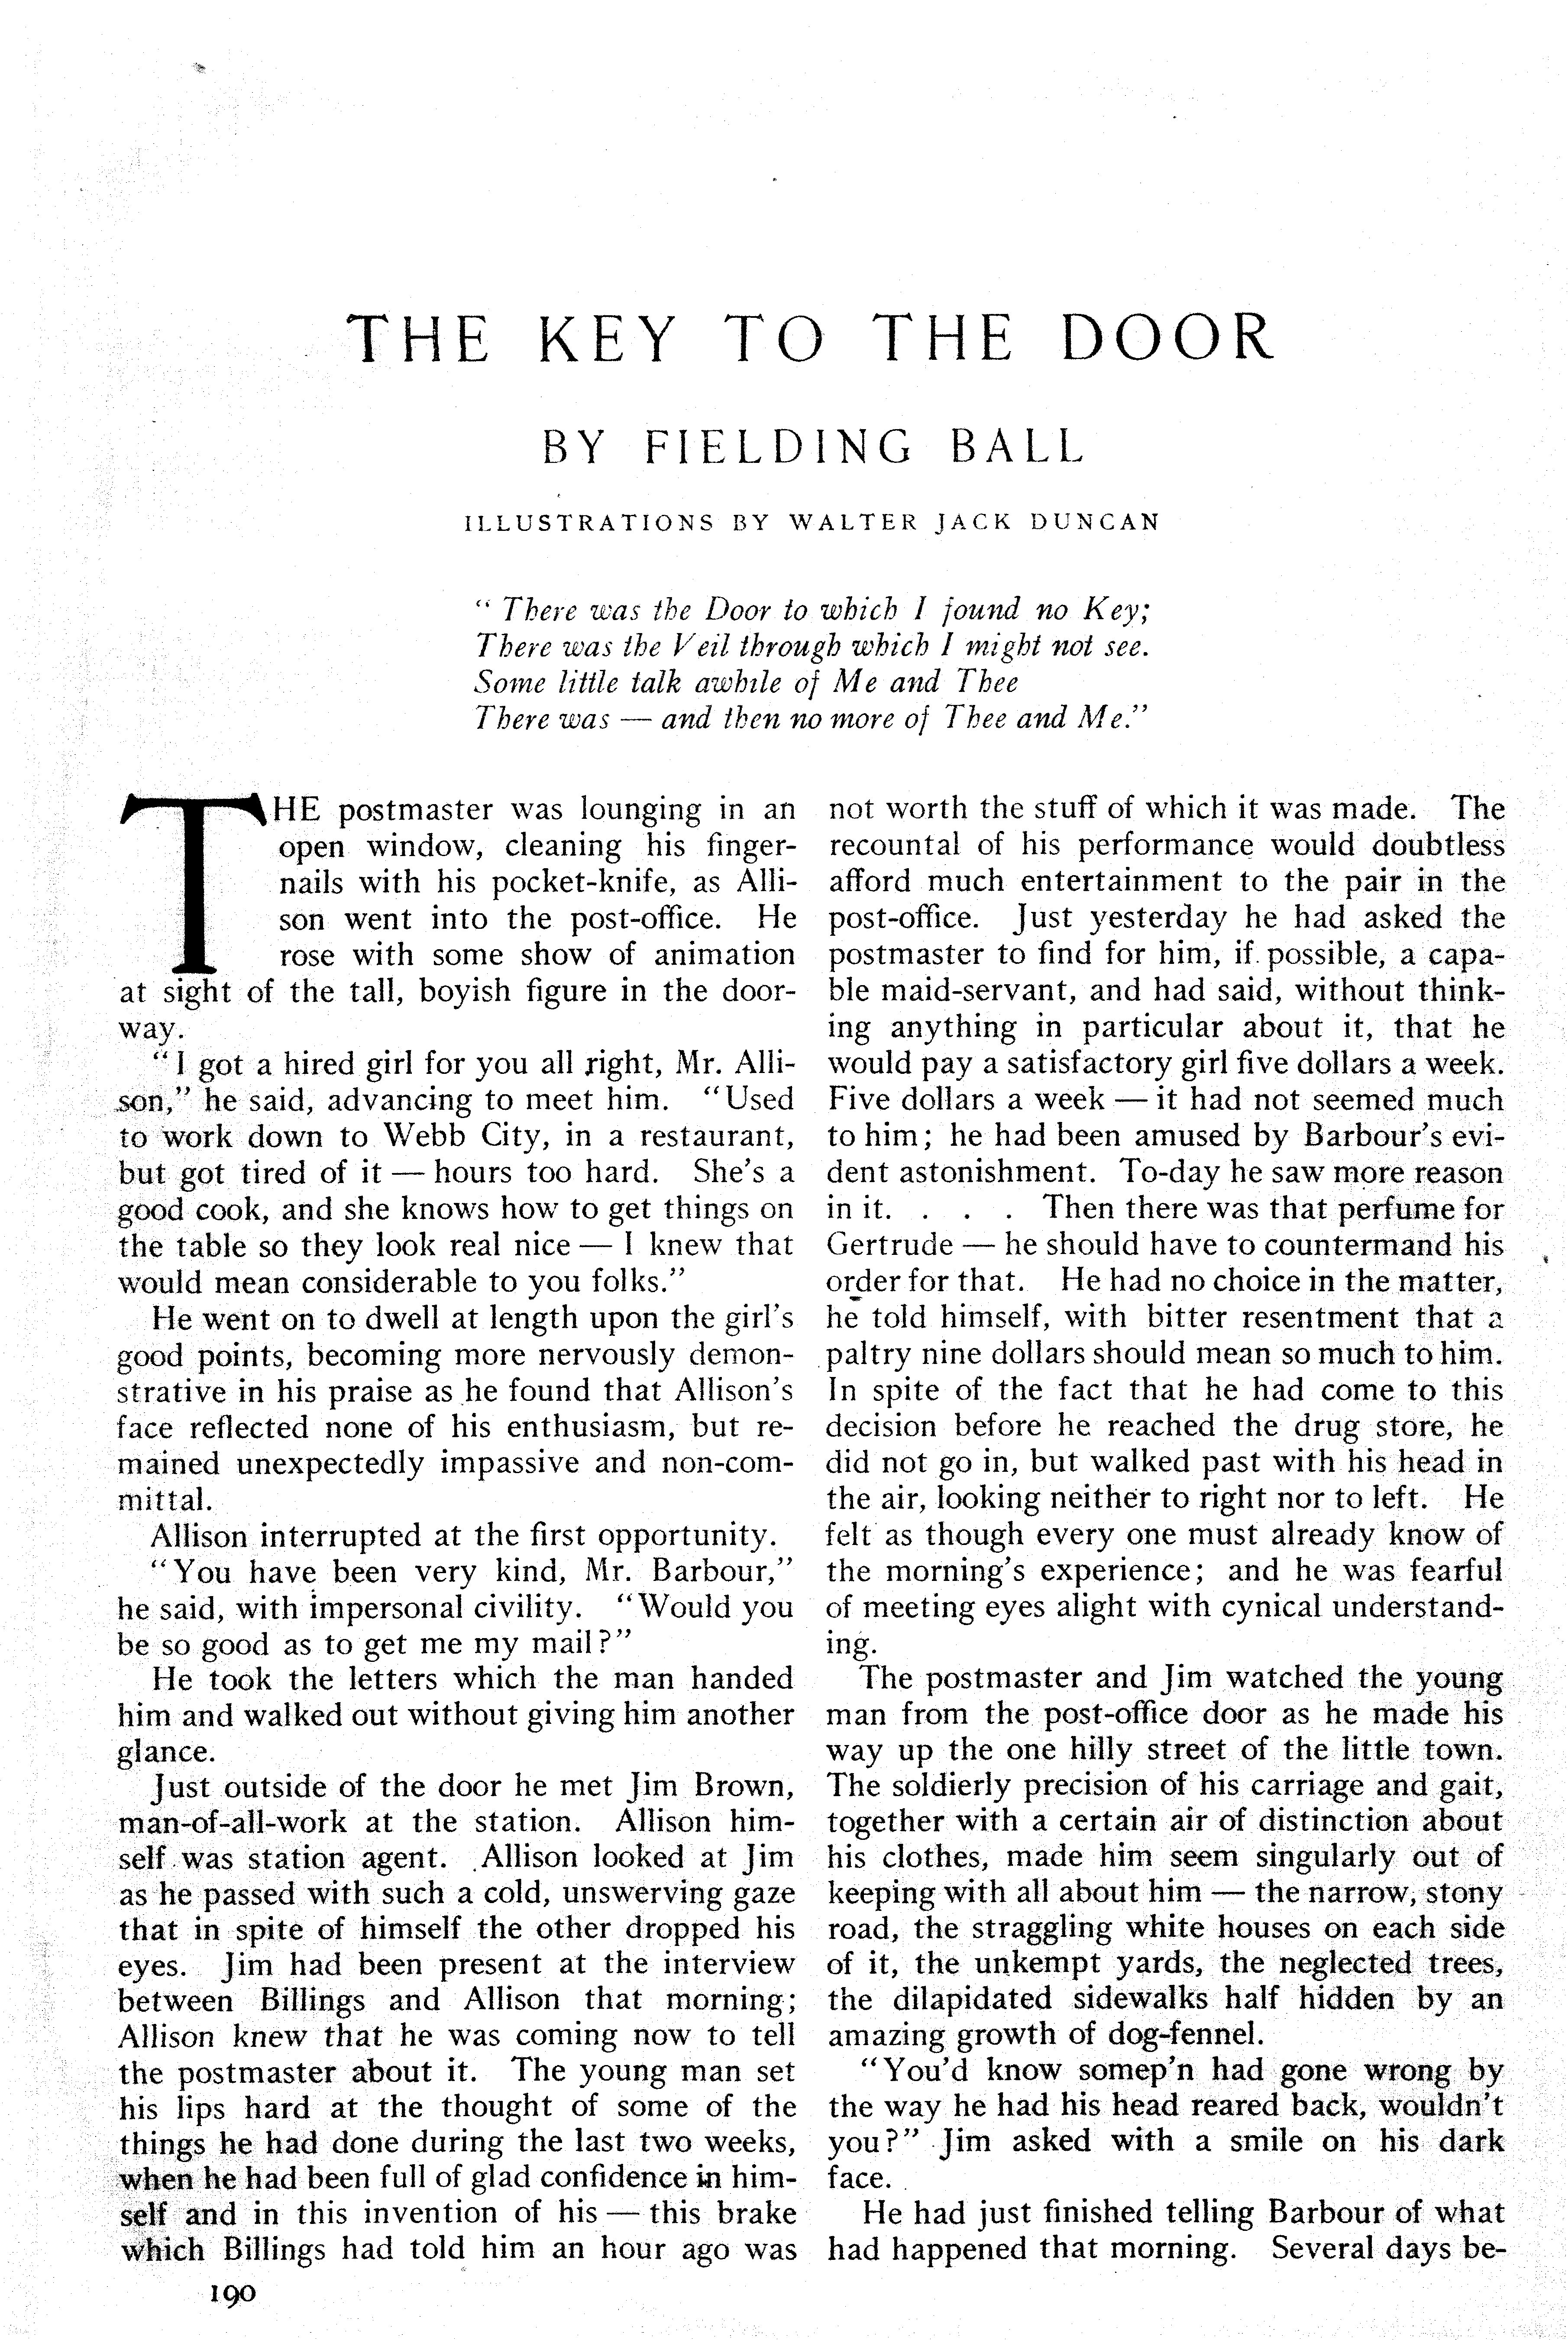 THE KEY TO THE DOOR
BY FIELDING BALL
ILLUSTRATIONS BY WALTER JACK DUNCAN
“There was the Door to which I found no Key;
There was the Veil through which I might not see.
Some little talk awhile of Me and Thee
There was — and then no more of Thee and Me.”
THE postmaster was lounging in an
open window, cleaning his finger-
nails with his pocket-knife, as Alli-
son went into the post-office. He
rose with some show of animation
at sight of the tall, boyish figure in the door-
way.
“I got a hired girl for you all right, Mr. Alli-
son,” he said, advancing to meet him. “Used
to work down to Webb City, in a restaurant,
but got tired of it — hours too hard. She’s a
good cook, and she knows how to get things on
the table so they look real nice — I knew that
would mean considerable to you folks.”
He went on to dwell at length upon the girl’s
good points, becoming more nervously demon-
strative in his praise as he found that Allison’s
face reflected none of his enthusiasm, but re-
mained unexpectedly impassive and non-com-
mittal.
Allison interrupted at the first opportunity.
“You have been very kind, Mr. Barbour,”
he said, with impersonal civility. “Would you
be so good as to get me my mail?”
He took the letters which the man handed
him and walked out without giving him another
glance.
Just outside of the door he met Jim Brown,
man-of-all-work at the station. Allison him-
self was station agent. Allison looked at Jim
as he passed with such a cold, unswerving gaze
that in spite of himself the other dropped his
eyes. Jim had been present at the interview
between Billings and Allison that morning;
Allison knew that he was coming now to tell
the postmaster about it. The young man set
his lips hard at the thought of some of the
things he had done during the last two weeks,
when he had been full of glad confidence in him-
self and in this invention of his — this brake
which Billings had told him an hour ago was
not worth the stuff of which it was made. The
recountal of his performance would doubtless
afford much entertainment to the pair in the
post-office. Just yesterday he had asked the
postmaster to find for him, if possible, a capa-
ble maid-servant, and had said, without think-
ing anything in particular about it, that he
would pay a satisfactory girl five dollars a week.
Five dollars a week — it had not seemed much
to him; he had been amused by Barbour’s evi-
dent astonishment. To-day he saw more reason
in it. . . . Then there was that perfume for
Gertrude — he should have to countermand his
order for that. He had no choice in the matter,
he told himself, with bitter resentment that a
paltry nine dollars should mean so much to him.
In spite of the fact that he had come to this
decision before he reached the drug store, he
did not go in, but walked past with his head in
the air, looking neither to right nor to left. He
felt as though every one must already know of
the morning’s experience; and he was fearful
of meeting eyes alight with cynical understand-
ing.
The postmaster and Jim watched the young
man from the post-office door as he made his
way up the one hilly street of the little town.
The soldierly precision of his carriage and gait,
together with a certain air of distinction about
his clothes, made him seem singularly out of
keeping with all about him — the narrow, stony
road, the straggling white houses on each side
of it, the unkempt yards, the neglected trees,
the dilapidated sidewalks half hidden by an
amazing growth of dog-fennel.
“You’d know somep’n had gone wrong by
the way he had his head reared back, wouldn’t
you?” Jim asked with a smile on his dark
face.
He had just finished telling Barbour of what
had happened that morning. Several days be-
190